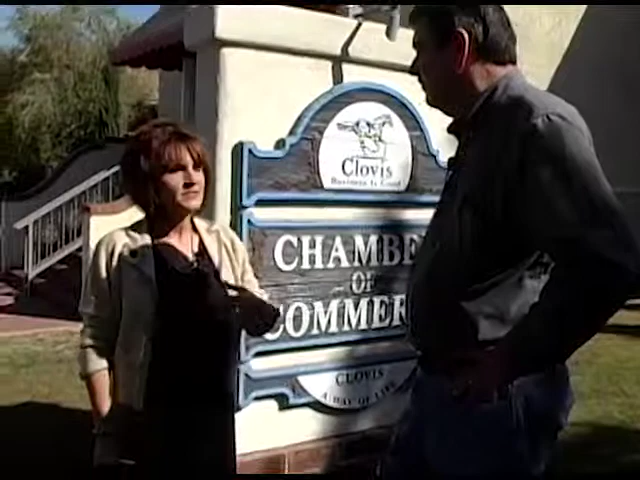 CLOVIS
BUSINESS IS GOOD
CHAMBE
OF
COMMER
CLOVIS
A WAY OF LIFE